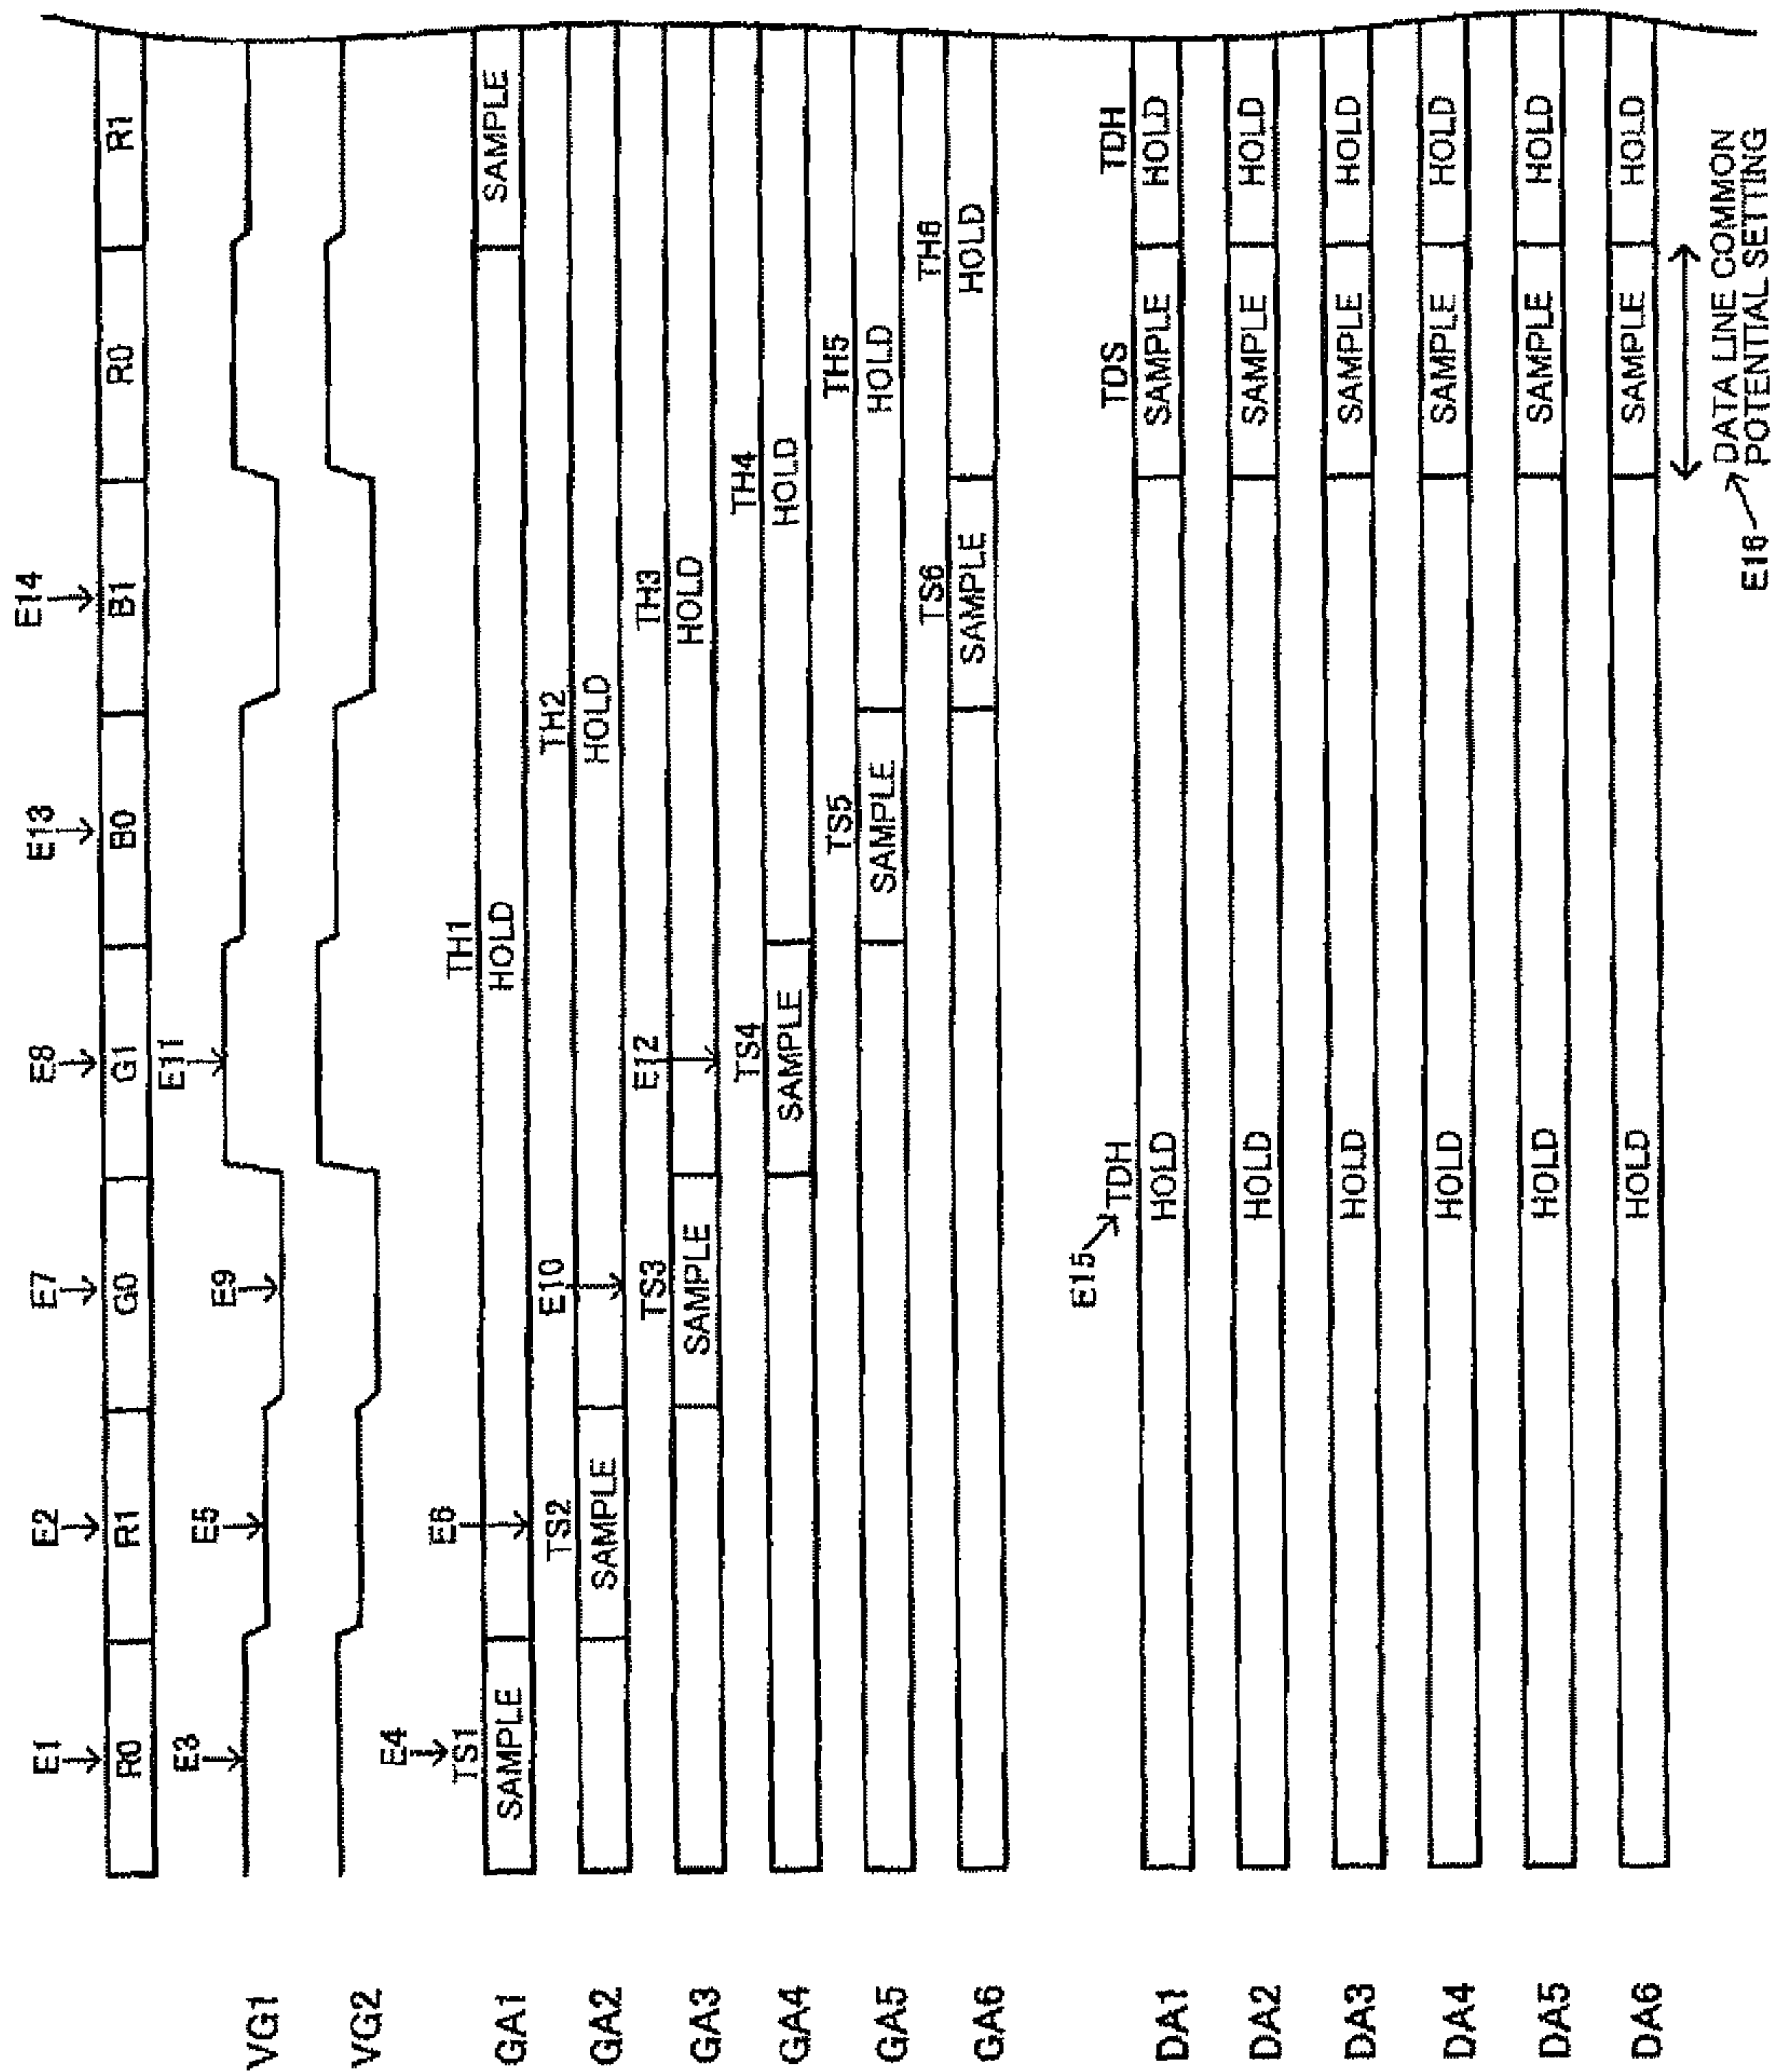 E1 E2 E7 E8 E13 E14
R0 R1 G0 G1 B0 B1 R0 R1
E3 E5 E9 E11
VG1
VG2
E4 E6
TS1 TH1
GA1 SAMPLE HOLD SAMPLE
TS2 E10 TH2
GA2 SAMPLE HOLD
TS3 E12 TH3
GA3 SAMPLE HOLD
TS4 TH4
GA4 SAMPLE HOLD
TS5 TH5
GA5 SAMPLE HOLD
TS6 TH6
GA6 SAMPLE HOLD
E15 TDH TDS TDH
DA1 HOLD SAMPLE HOLD
DA2 HOLD SAMPLE HOLD
DA3 HOLD SAMPLE HOLD
DA4 HOLD SAMPLE HOLD
DA5 HOLD SAMPLE HOLD
DA6 HOLD SAMPLE HOLD
E16 DATA LINE COMMON
POTENTIAL SETTING